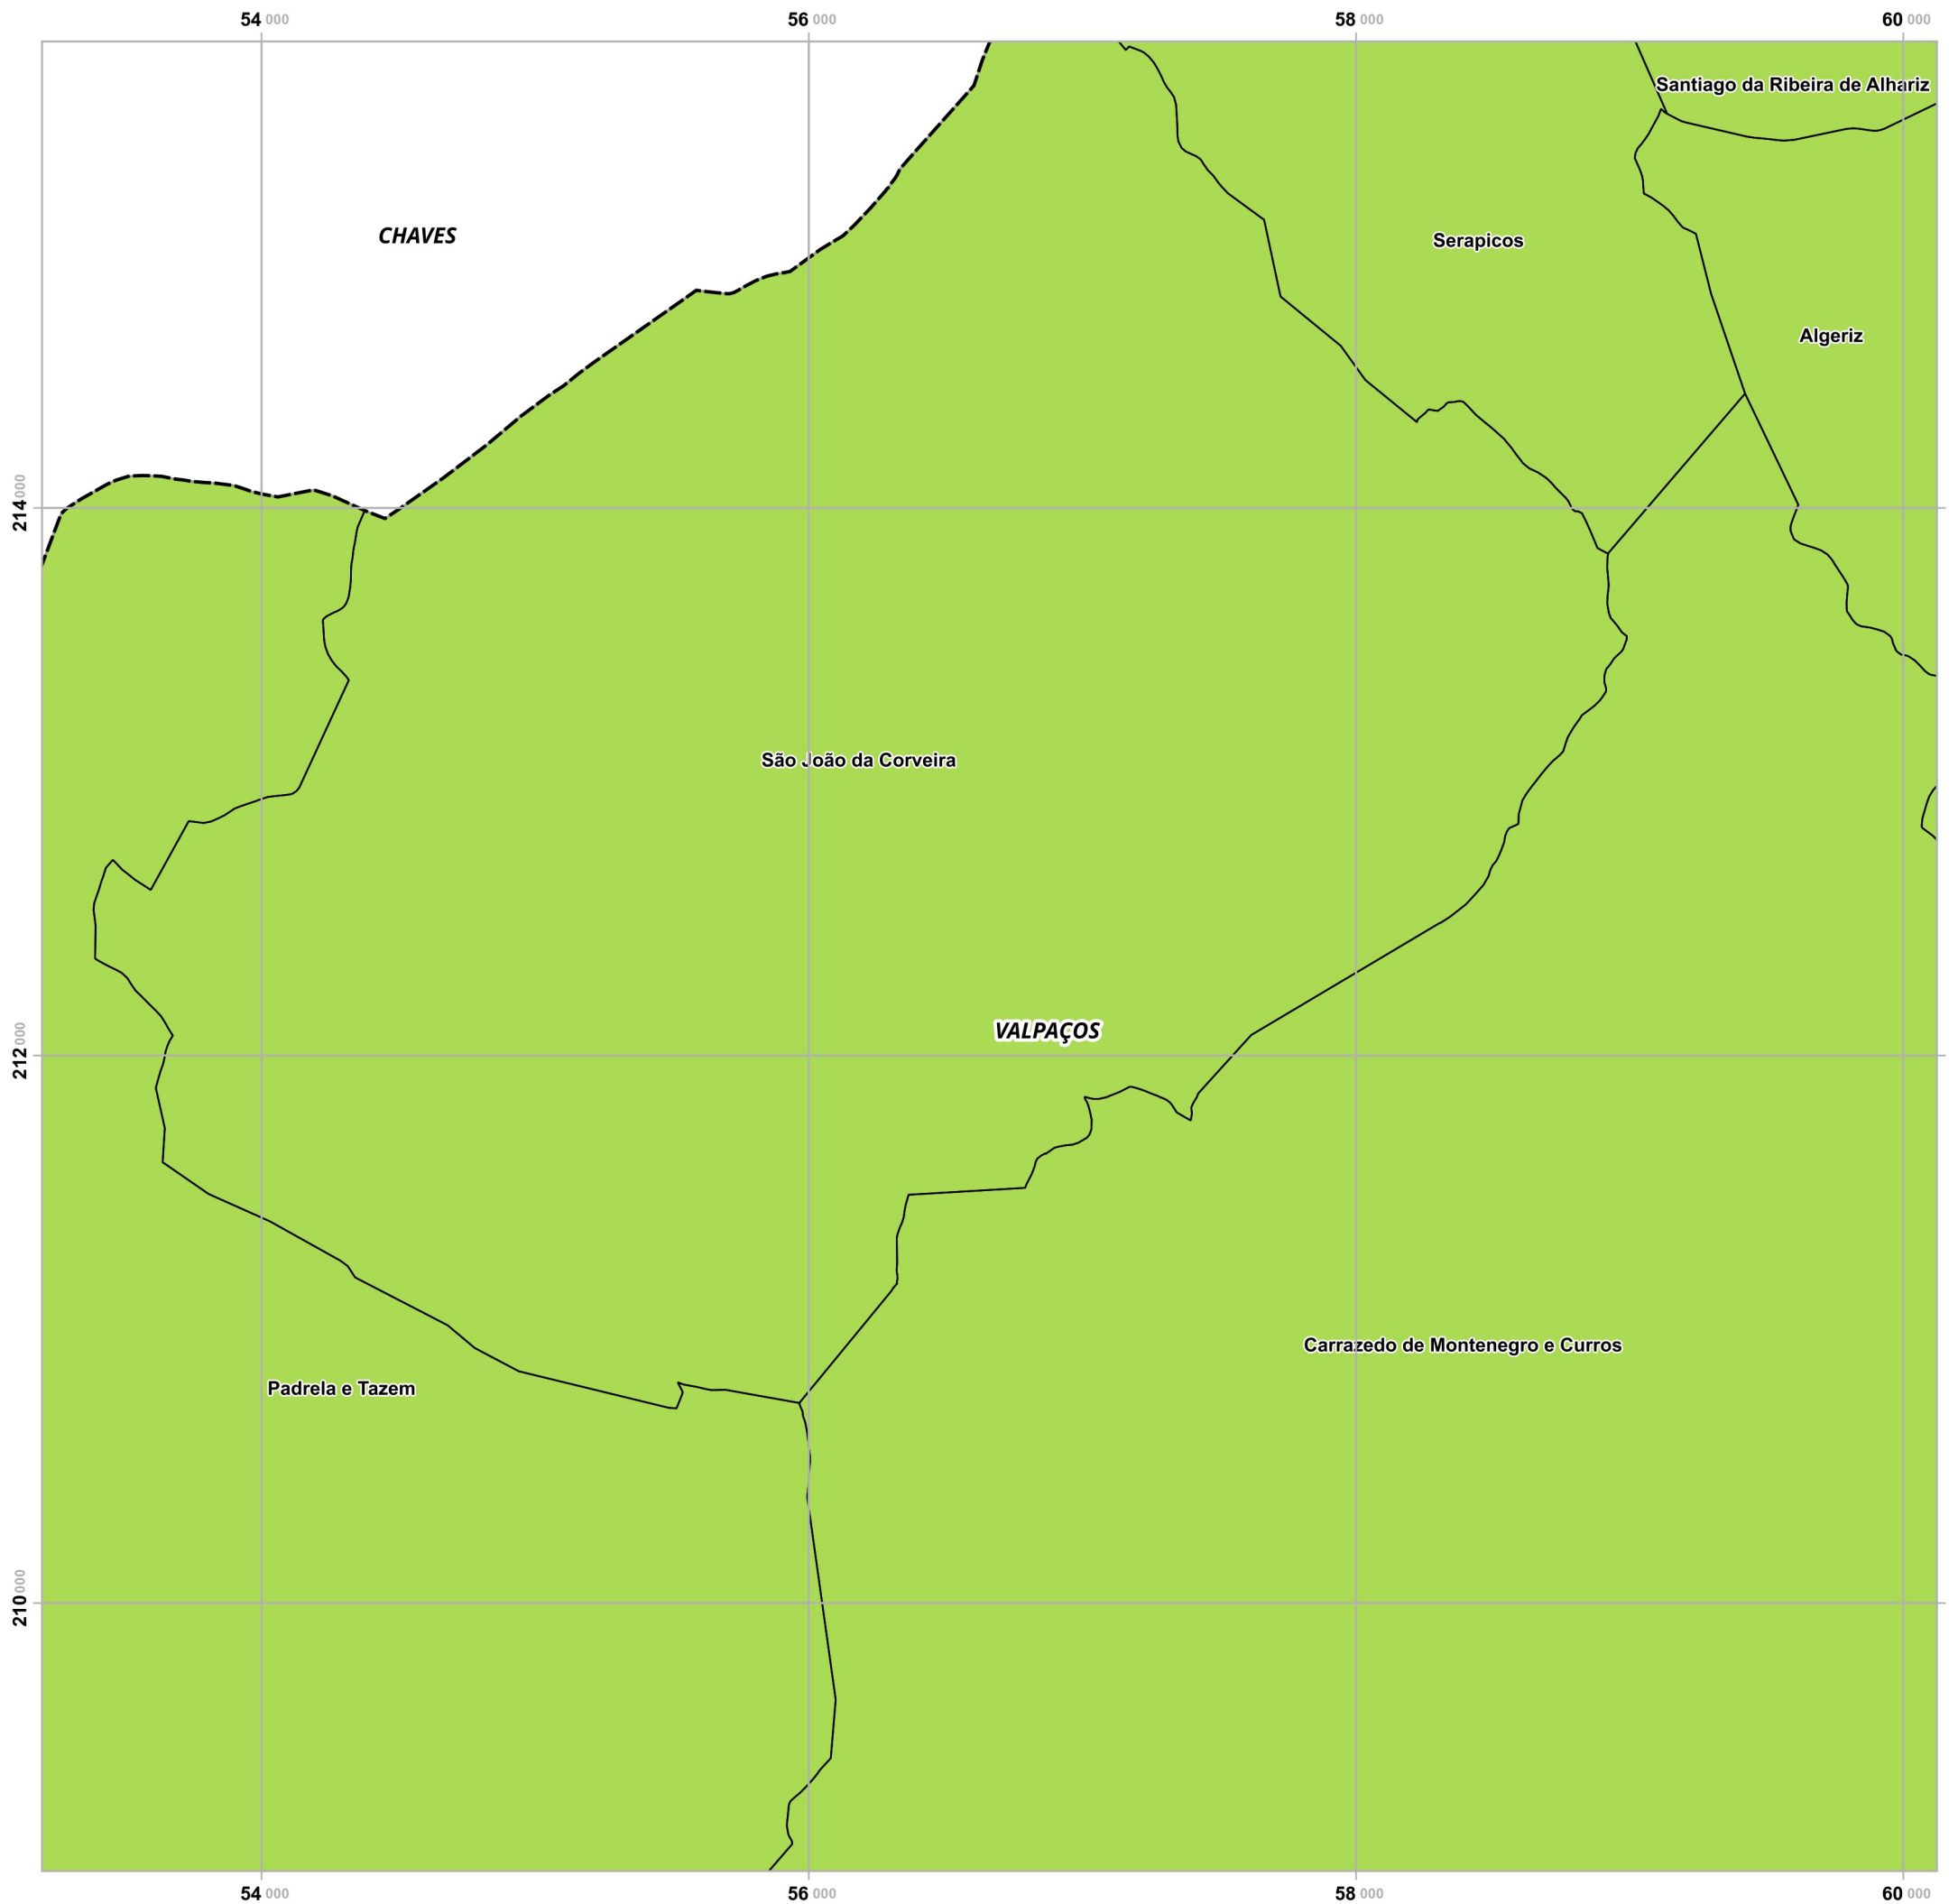 54 000 56 000 58 000 60 000
Santiago da Ribeira de Alhariz
CHAVES
Serapicos
Algeriz
214 000
São João da Corveira
VALPAÇOS
212 000
Carrazedo de Montenegro e Curros
Padrela e Tazem
210 000
54 000 56 000 58 000 60 000